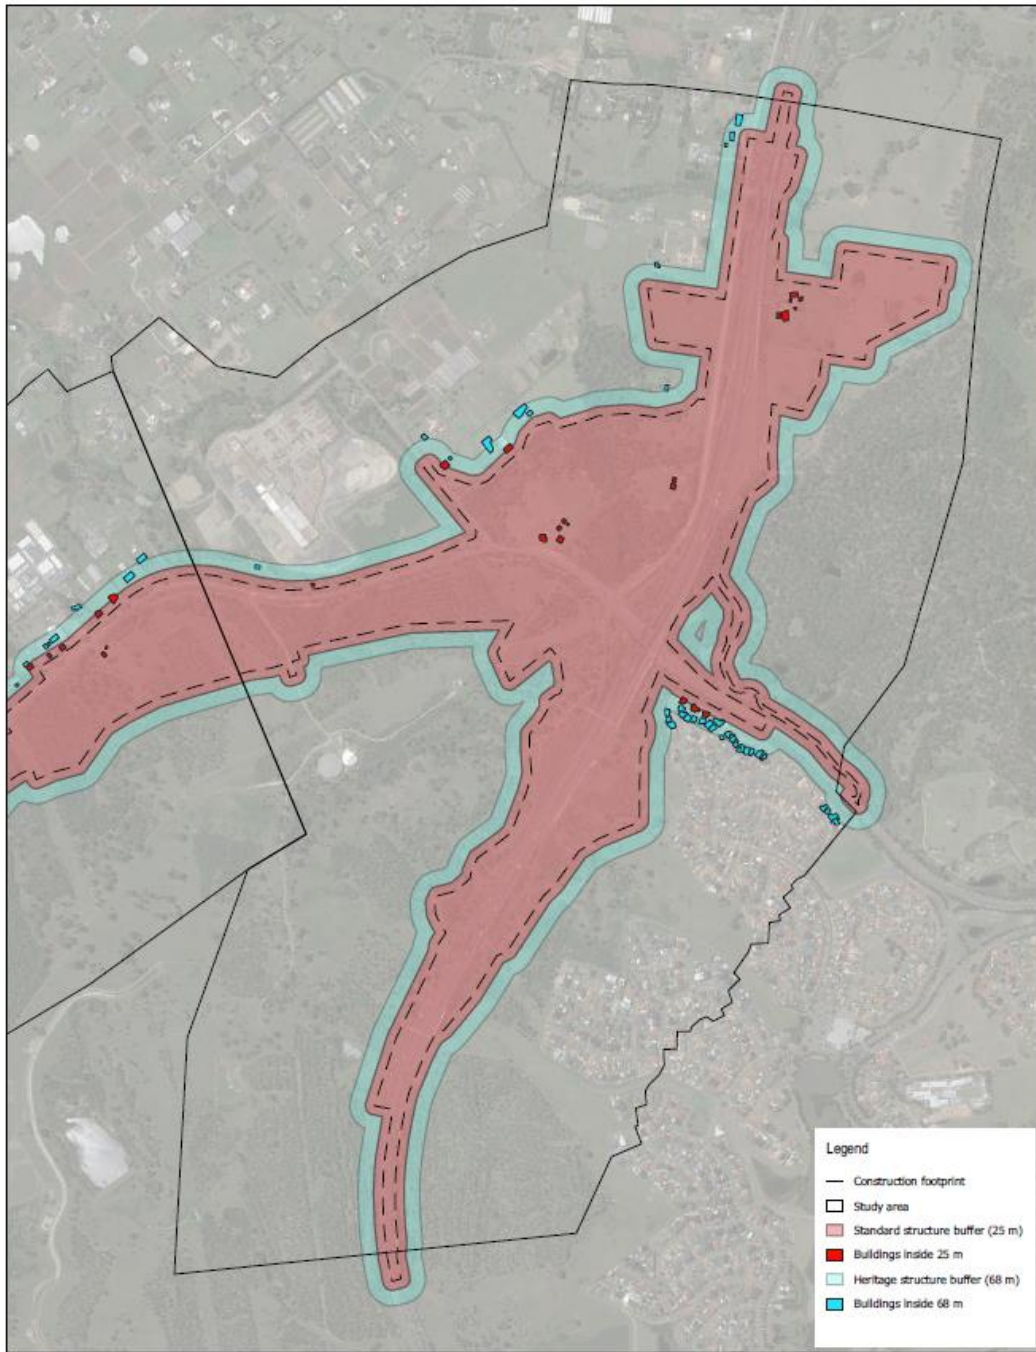 Legend
Construction footprint
Study area
Standard structure buffer (25 m)
Buildings inside 25 m
Heritage structure buffer (68 m)
Buildings inside 68 m